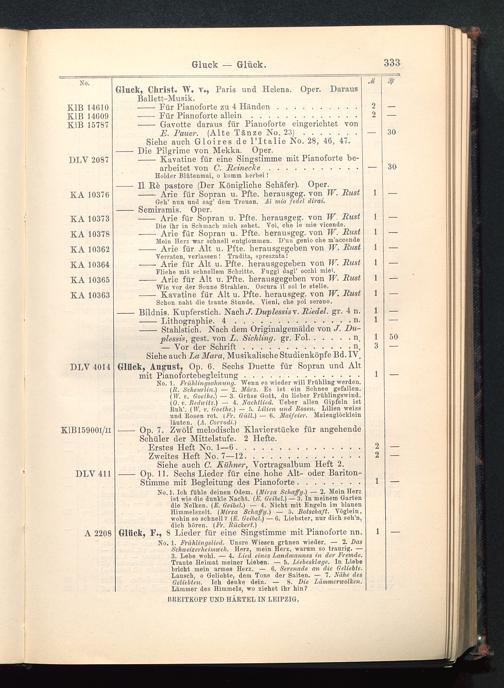 Gluck — Glück. 333
No. ℳ ₰
Gluck, Christ. W. v., Paris und Helena. Oper. Daraus
Ballett-Musik.
KlB 14610 —— Für Pianoforte zu 4 Händen . . . . . . . . . . 2 —
KlB 14609 —— Für Pianoforte allein . . . . . . . . . . . . . 2 —
KlB 15787 —— Gavotte daraus für Pianoforte eingerichtet von
E. Pauer. (Alte Tänze No. 23) . . . . . . . — 30
Siehe auch Gloires de l'Italie No. 28, 46, 47.
—— Die Pilgrime von Mekka. Oper.
DLV 2087 —— Kavatine für eine Singstimme mit Pianoforte be-
arbeitet von C. Reinecke . . . . . . . . . . — 30
Holder Blütenmai, o komm herbei!
—— Il Rè pastore (Der Königliche Schäfer). Oper.
KA 10376 —— Arie für Sopran u. Pfte. herausgeg. von W. Rust 1 —
Geh' nun und sag' dem Treuen. Al mio fedel dirai.
—— Semiramis. Oper.
KA 10373 —— Arie für Sopran u. Pfte. herausgeg. von W. Rust 1 —
Die ihr in Schmach mich sehet. Voi, che le mie vicende.
KA 10378 —— Arie für Sopran u. Pfte. herausgeg. von W. Rust 1 —
Mein Herz war schnell entglommen. D'un genio che m'accende
KA 10362 —— Arie für Alt u. Pfte. herausgegeben von W. Rust 1 —
Verraten, verlassen! Tradita, sprezzata!
KA 10364 —— Arie für Alt u. Pfte. herausgegeben von W. Rust 1 —
Fliehe mit schnellem Schritte. Fuggi dagl' occhi miei.
KA 10365 —— Arie für Alt u. Pfte. herausgegeben von W. Rust 1 —
Wie vor der Sonne Strahlen. Oscura il sol le stelle.
KA 10363 —— Kavatine für Alt u. Pfte. herausgeg. von W. Rust 1 —
Schon naht die traute Stunde. Vieni, che poi sereno.
—— Bildnis. Kupferstich. Nach J. Duplessis v. Riedel. gr. 4 n. 1 —
—— Lithographie. 4 . . . . . . . . . . . . . . n. 1 —
—— Stahlstich. Nach dem Originalgemälde von J. Du-
plessis, gest. von L. Sichling. gr. Fol. . . . . . n. 1 50
—— Vor der Schrift . . . . . . . . . . . . . n. 3 —
Siehe auch La Mara, Musikalische Studienköpfe Bd. IV.
DLV 4014 Glück, August, Op. 6. Sechs Duette für Sopran und Alt
mit Pianofortebegleitung . . . . . . . . . . . 1 —
No. 1. Frühlingsahnung. Wenn es wieder will Frühling werden.
(R. Scheurlin.) — 2. März. Es ist ein Schnee gefallen.
(W. v. Goethe.) — 3. Grüss Gott, du lieber Frühlingswind.
(O. v. Redwitz.) — 4. Nachtlied. Ueber allen Gipfeln ist
Ruh'. (W. v. Goethe.) — 5. Lilien und Rosen. Lilien weiss
und Rosen rot. (Fr. Güll.) — 6. Maifeier. Maienglöcklein
läuten. (A. Corrodi.)
KlB 15900 I/II —— Op. 7. Zwölf melodische Klavierstücke für angehende
Schüler der Mittelstufe. 2 Hefte.
Erstes Heft No. 1—6 . . . . . . . . . . . . . 2 —
Zweites Heft No. 7—12 . . . . . . . . . . . . 2 —
Siehe auch C. Kühner, Vortragsalbum Heft 2.
DLV 411 —— Op. 11. Sechs Lieder für eine hohe Alt- oder Bariton-
Stimme mit Begleitung des Pianoforte . . . . . . 1 —
No. 1. Ich fühle deinen Odem. (Mirza Schaffy.) — 2. Mein Herz
ist wie die dunkle Nacht. (E. Geibel.) — 3. In meinem Garten
die Nelken. (E. Geibel.) — 4. Nicht mit Engeln im blauen
Himmelszelt. (Mirza Schaffy.) — 5. Botschaft. Vöglein,
wohin so schnell? (E. Geibel.) — 6. Liebster, nur dich seh'n,
dich hören. (Fr. Rückert.)
A 2208 Glück, F., 8 Lieder für eine Singstimme mit Pianoforte nn. 1 —
No. 1. Frühlingslied. Unsre Wiesen grünen wieder. — 2. Das
Schweizerheimweh. Herz, mein Herz, warum so traurig. —
3. Lebe wohl. — 4. Lied eines Landmannes in der Fremde.
Traute Heimat meiner Lieben. — 5. Liebesklage. In Liebe
bricht mein armes Herz. — 6. Serenade an die Geliebte.
Lausch, o Geliebte, dem Tone der Saiten. — 7. Nähe des
Geliebten. Ich denke dein. — 8. Die Lämmerwolken.
Lämmer des Himmels, wo ziehet ihr hin?
BREITKOPF UND HÄRTEL IN LEIPZIG.